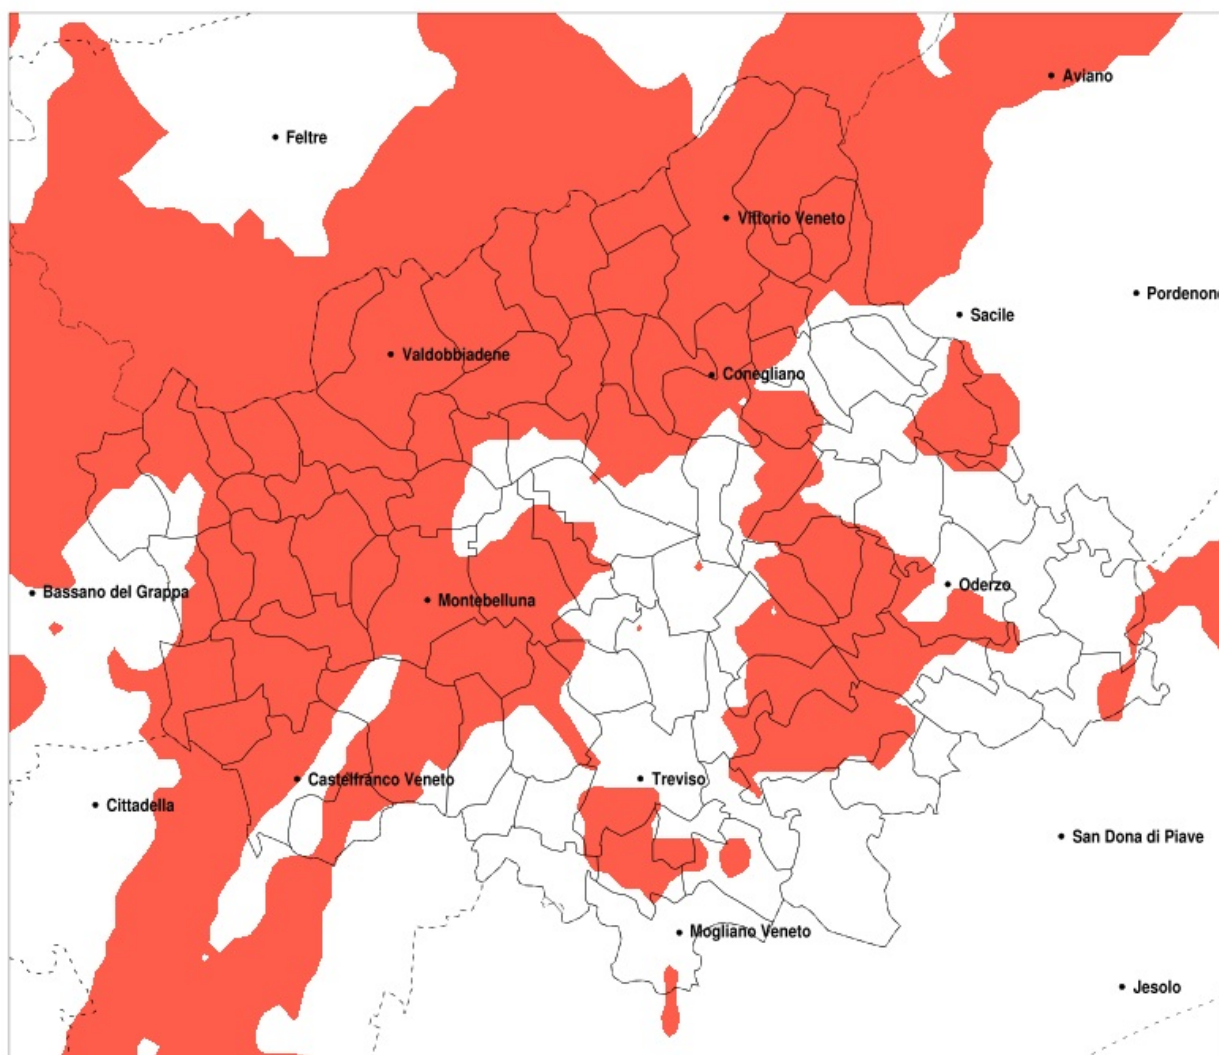 Aviano
Feltre
Vittorio Veneto
Pordenone
Sacile
Valdobbiadene
Conegliano
Oderzo
Bassano del Grappa
Montebelluna
Castelfranco Veneto
Treviso
Cittadella
San Dona di Piave
Mogliano Veneto
Jesolo